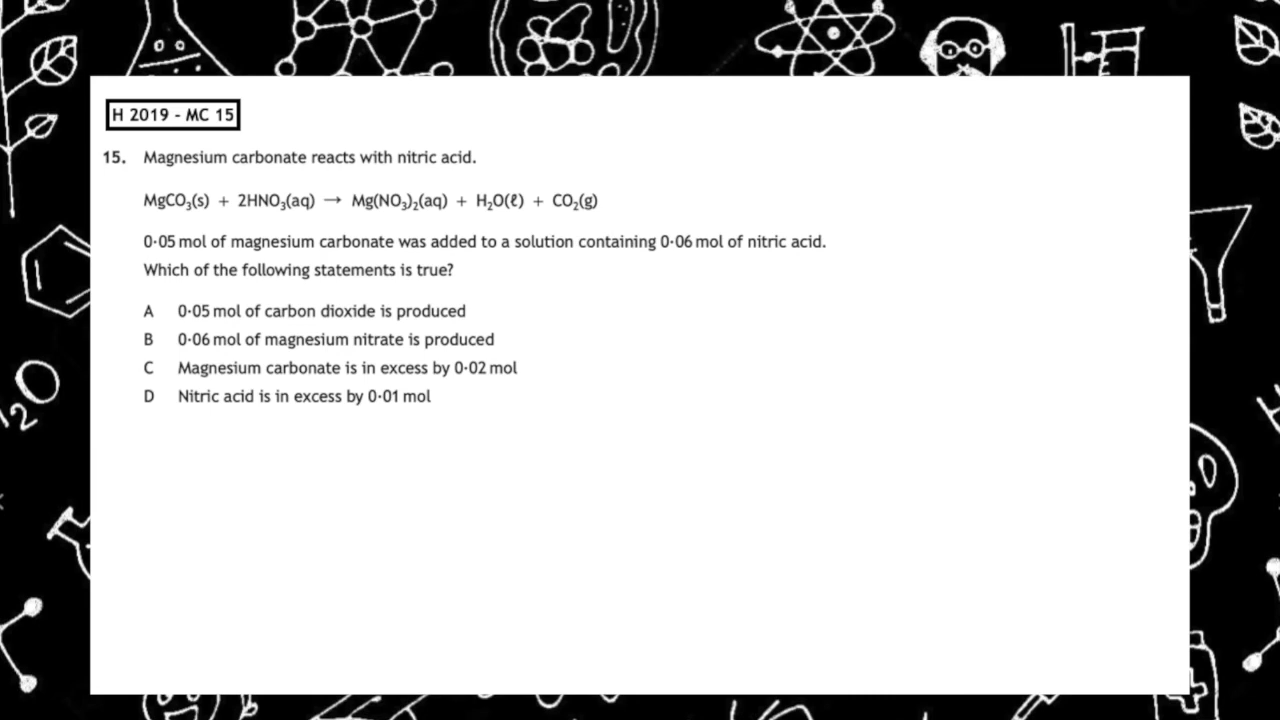 H 2019 - MC 15
15. Magnesium carbonate reacts with nitric acid.
MgCO₃(s) + 2HNO₃(aq) → Mg(NO₃)₂(aq) + H₂O(ℓ) + CO₂(g)
0·05 mol of magnesium carbonate was added to a solution containing 0·06 mol of nitric acid.
Which of the following statements is true?
A 0·05 mol of carbon dioxide is produced
B 0·06 mol of magnesium nitrate is produced
C Magnesium carbonate is in excess by 0·02 mol
D Nitric acid is in excess by 0·01 mol
₂O